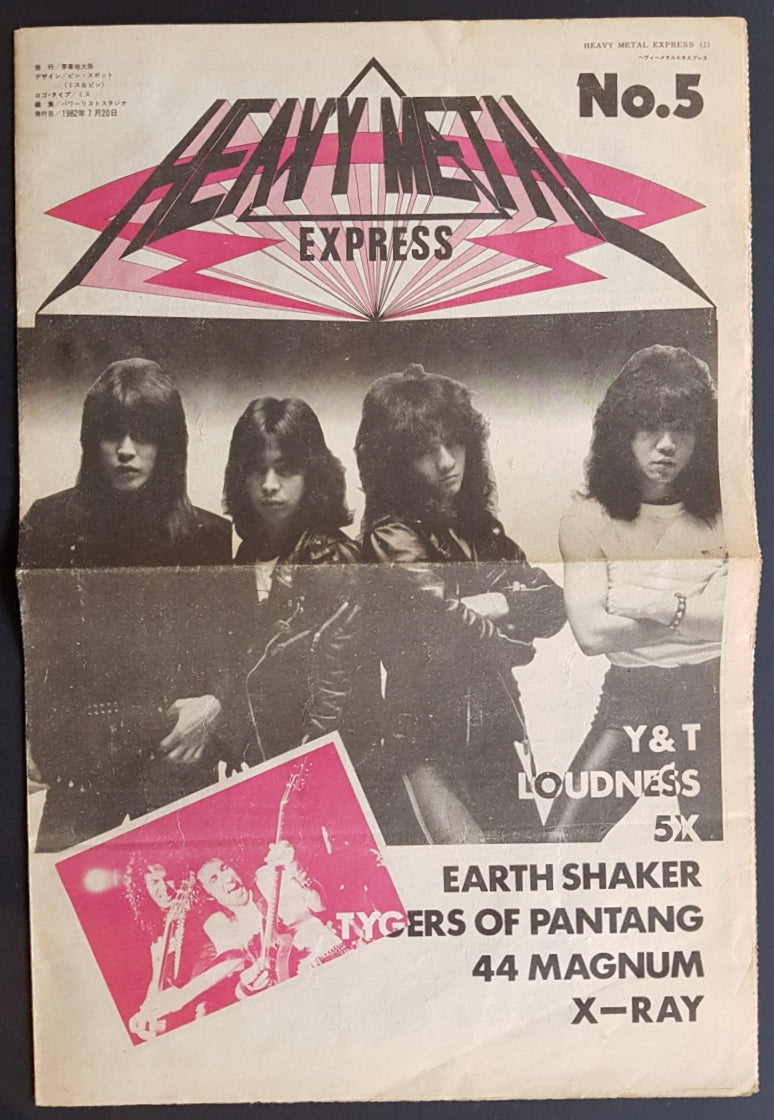 HEAVY METAL EXPRESS (1)
ヘヴィーメタルエキスプレス
発 行／夢番地大阪
デザイン／ピン・スポット
（ミス&ピン）
ロゴ・タイプ／ミス
編 集／パワーリストスタジオ
発行日／1982年7月20日
No.5
HEAVY METAL
EXPRESS
Y & T
LOUDNESS
5X
EARTH SHAKER
TYGERS OF PANTANG
44 MAGNUM
X-RAY